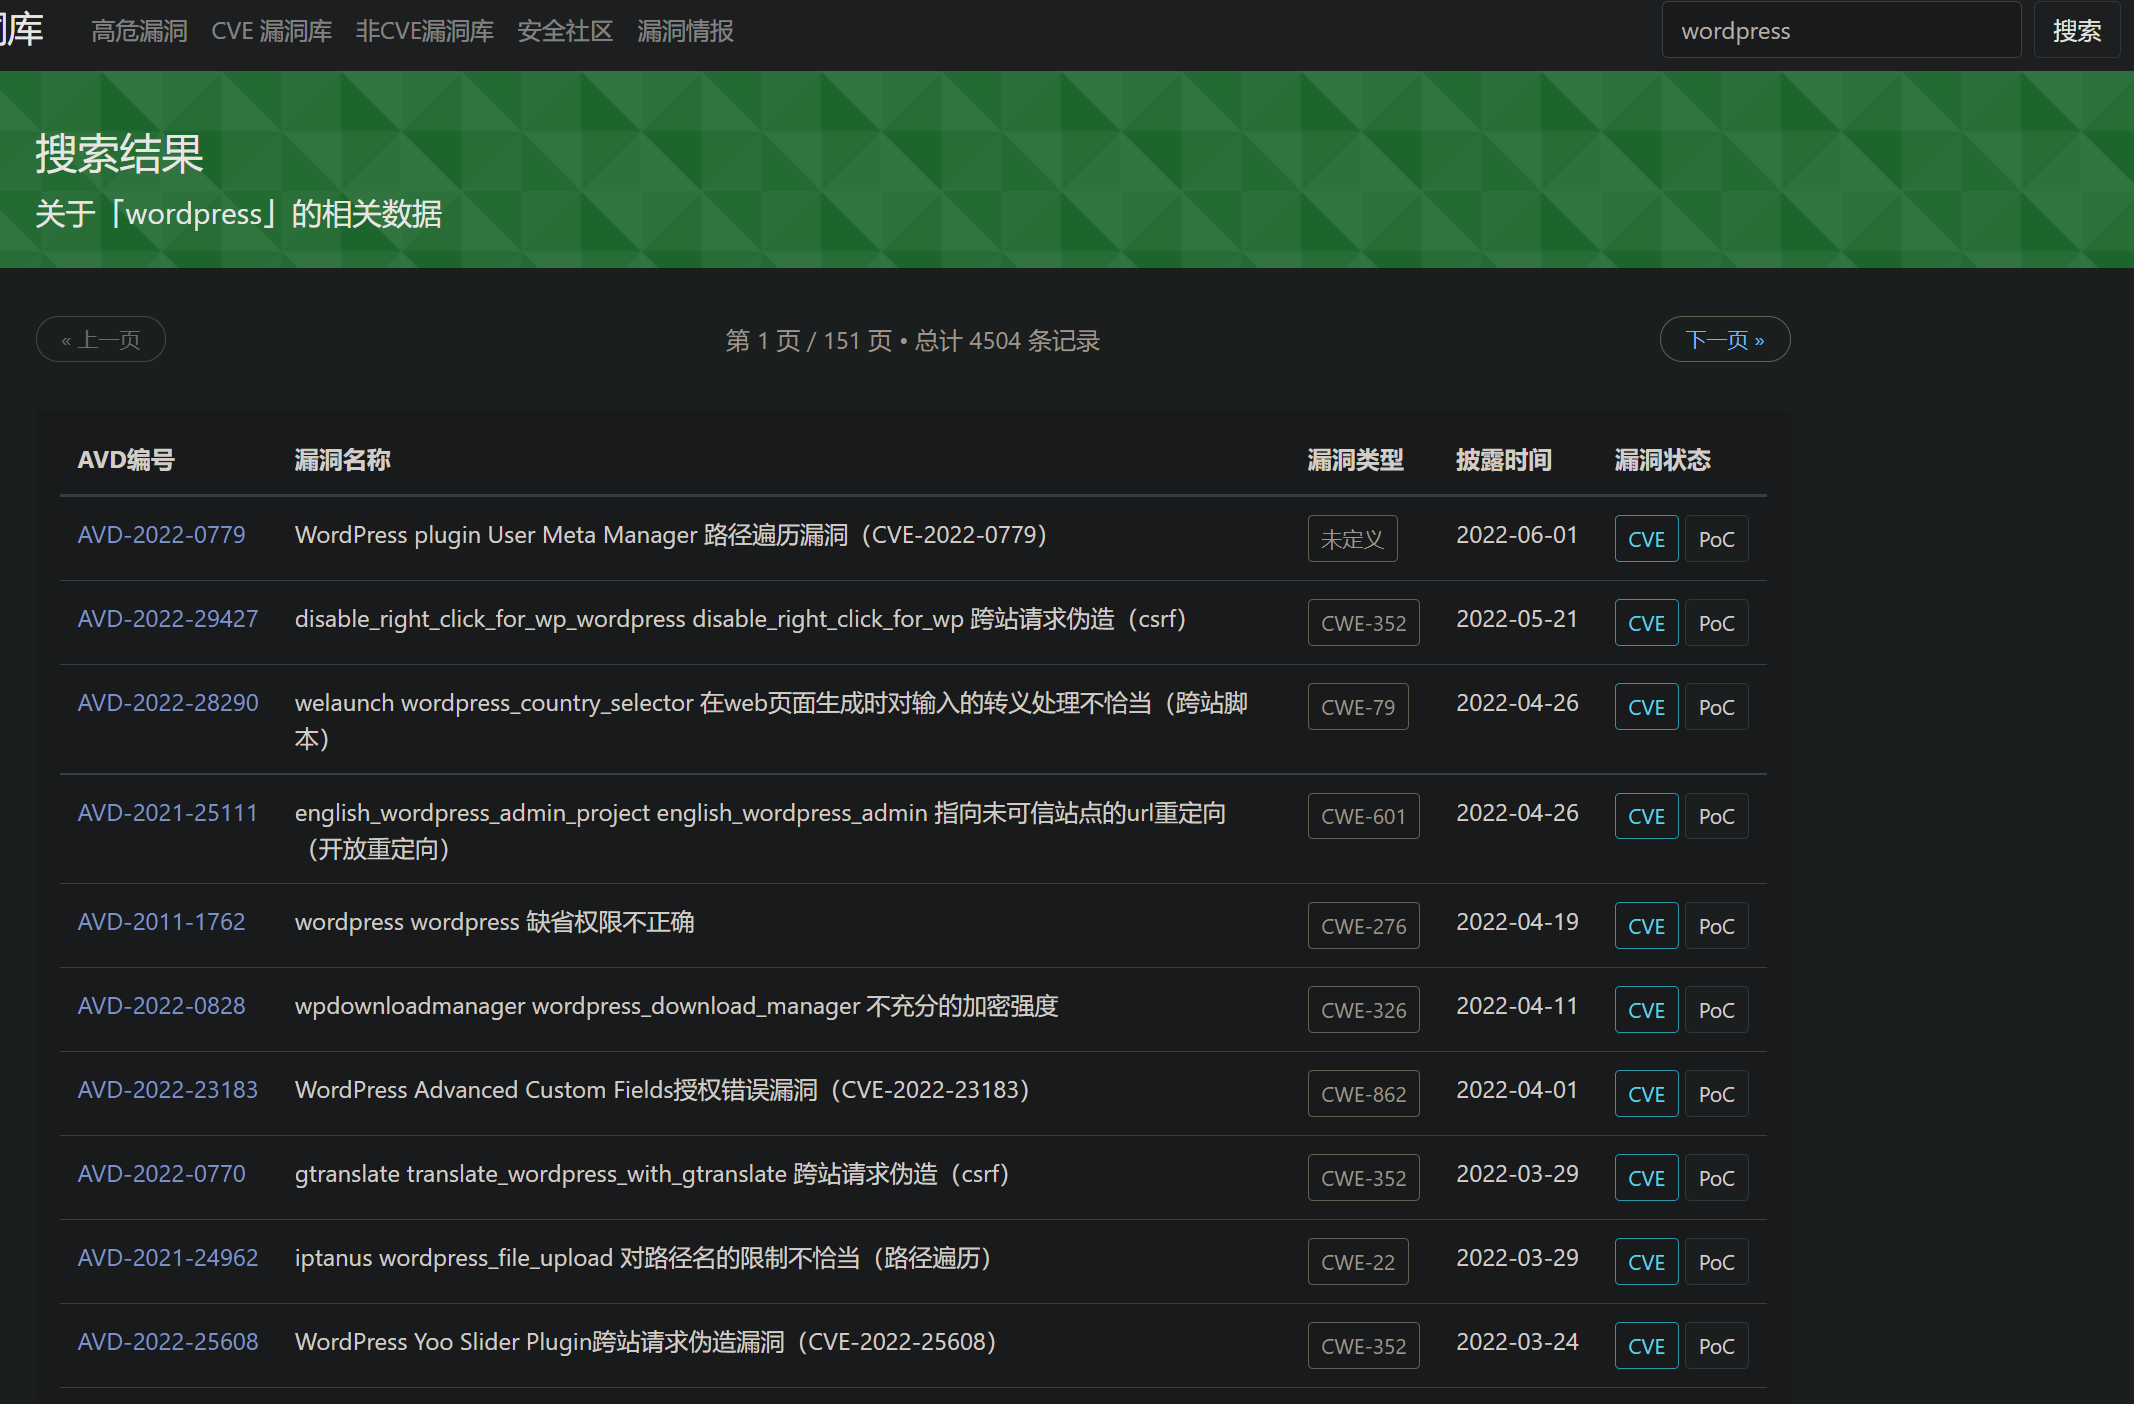 库 高危漏洞 CVE 漏洞库 非CVE漏洞库 安全社区 漏洞情报 wordpress 搜索
搜索结果
关于「wordpress」的相关数据
« 上一页 第 1 页 / 151 页 • 总计 4504 条记录 下一页 »
AVD编号 漏洞名称 漏洞类型 披露时间 漏洞状态
AVD-2022-0779 WordPress plugin User Meta Manager 路径遍历漏洞（CVE-2022-0779） 未定义 2022-06-01 CVE PoC
AVD-2022-29427 disable_right_click_for_wp_wordpress disable_right_click_for_wp 跨站请求伪造（csrf） CWE-352 2022-05-21 CVE PoC
AVD-2022-28290 welaunch wordpress_country_selector 在web页面生成时对输入的转义处理不恰当（跨站脚 CWE-79 2022-04-26 CVE PoC
本）
AVD-2021-25111 english_wordpress_admin_project english_wordpress_admin 指向未可信站点的url重定向 CWE-601 2022-04-26 CVE PoC
（开放重定向）
AVD-2011-1762 wordpress wordpress 缺省权限不正确 CWE-276 2022-04-19 CVE PoC
AVD-2022-0828 wpdownloadmanager wordpress_download_manager 不充分的加密强度 CWE-326 2022-04-11 CVE PoC
AVD-2022-23183 WordPress Advanced Custom Fields授权错误漏洞（CVE-2022-23183） CWE-862 2022-04-01 CVE PoC
AVD-2022-0770 gtranslate translate_wordpress_with_gtranslate 跨站请求伪造（csrf） CWE-352 2022-03-29 CVE PoC
AVD-2021-24962 iptanus wordpress_file_upload 对路径名的限制不恰当（路径遍历） CWE-22 2022-03-29 CVE PoC
AVD-2022-25608 WordPress Yoo Slider Plugin跨站请求伪造漏洞（CVE-2022-25608） CWE-352 2022-03-24 CVE PoC